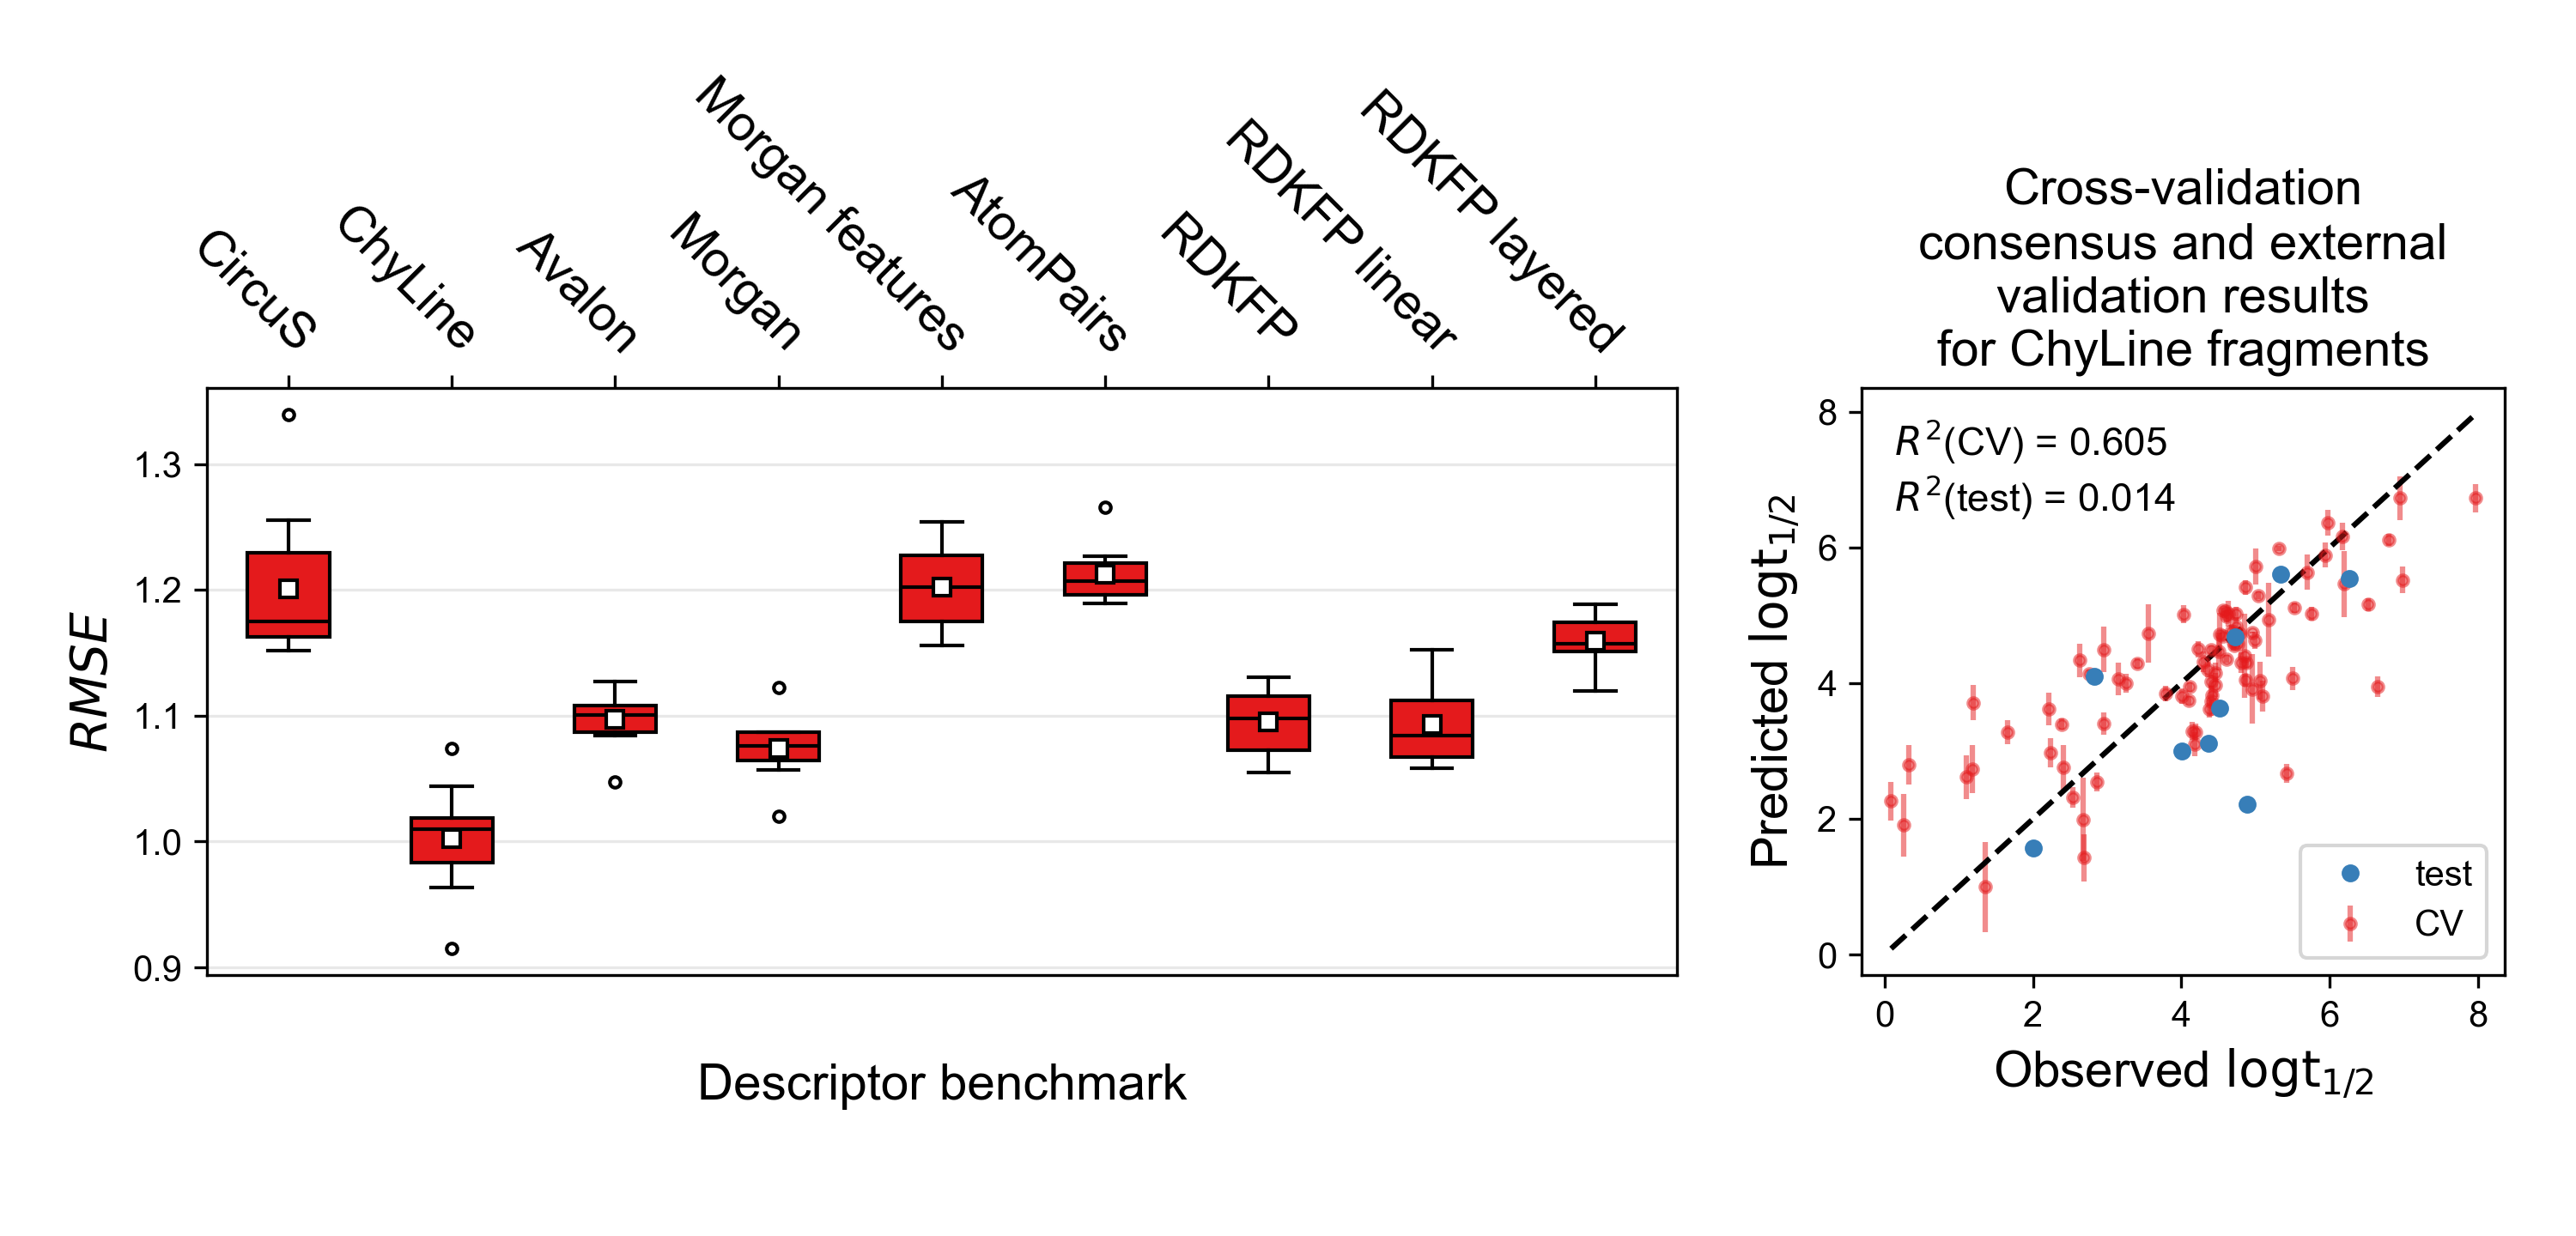 CircuS
ChyLine
Avalon
Morgan
Morgan features
AtomPairs
RDKFP
RDKFP linear
RDKFP layered
RMSE
1.3
1.2
1.1
1.0
0.9
Descriptor benchmark
Cross-validation
consensus and external
validation results
for ChyLine fragments
R²(CV) = 0.605
R²(test) = 0.014
Predicted logt₁/₂
8
6
4
2
0
test
CV
0 2 4 6 8
Observed logt₁/₂